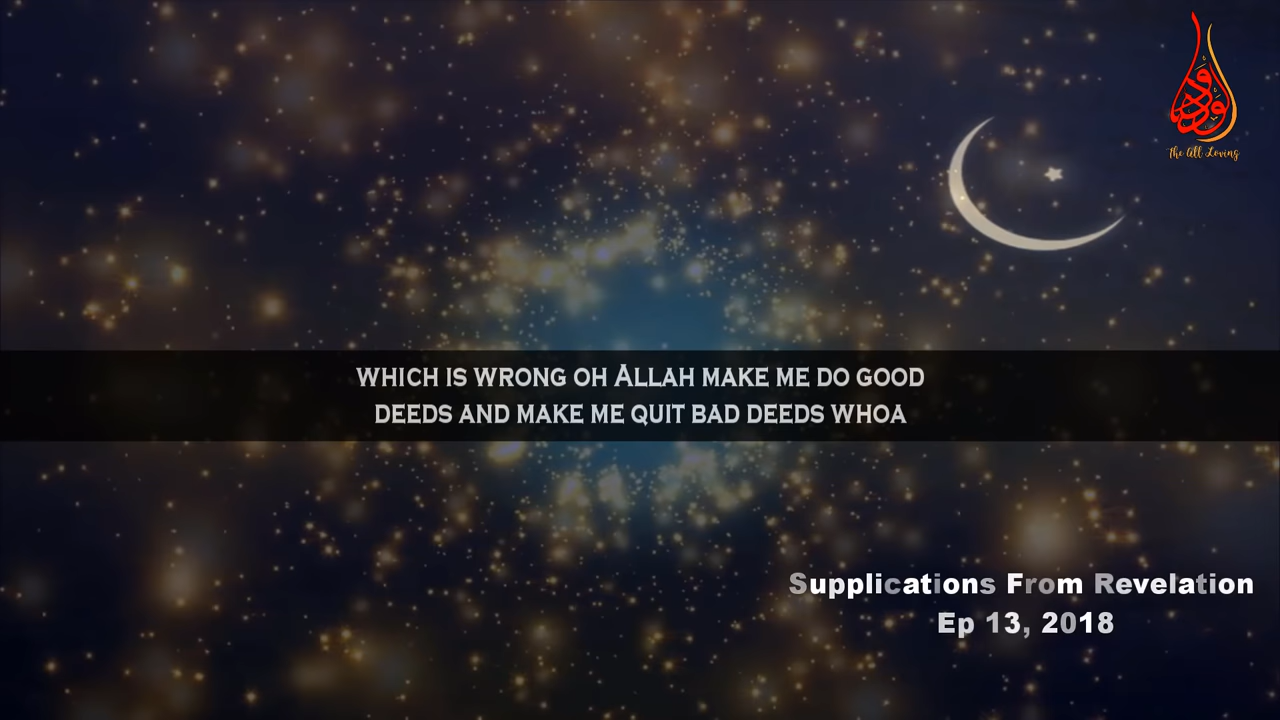 الودود
The All Loving
WHICH IS WRONG OH ALLAH MAKE ME DO GOOD
DEEDS AND MAKE ME QUIT BAD DEEDS WHOA
Supplications From Revelation
Ep 13, 2018